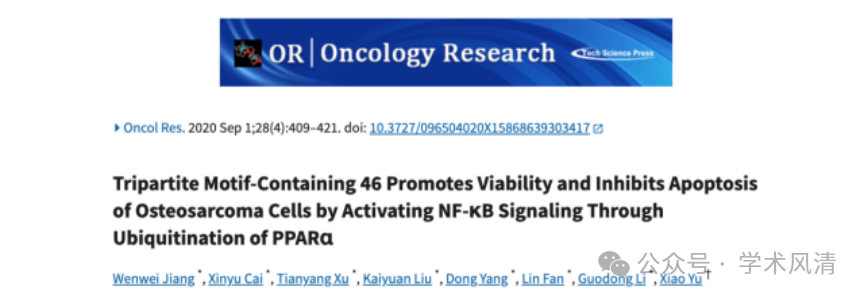 OR | Oncology Research
Tech Science Press
Oncol Res. 2020 Sep 1;28(4):409–421. doi: 10.3727/096504020X15868639303417
Tripartite Motif-Containing 46 Promotes Viability and Inhibits Apoptosis
of Osteosarcoma Cells by Activating NF-κB Signaling Through
Ubiquitination of PPARα
Wenwei Jiang *, Xinyu Cai *, Tianyang Xu *, Kaiyuan Liu *, Dong Yang *, Lin Fan *, Guodong Li *, Xiao Yu †
公众号 · 学术风清